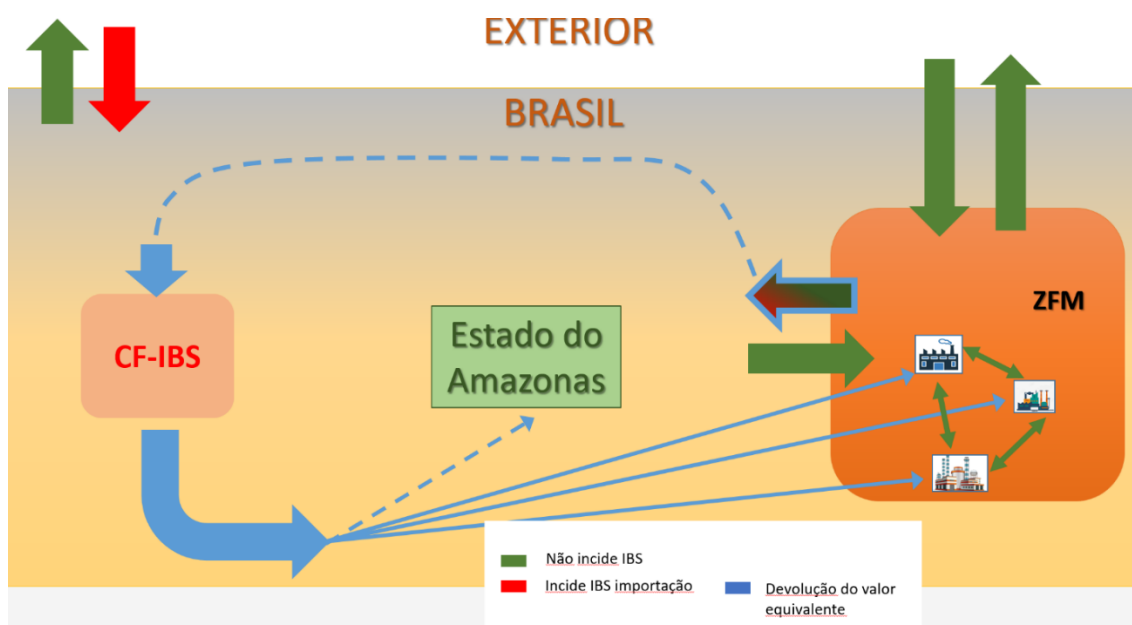 EXTERIOR
BRASIL
ZFM
CF-IBS
Estado do
Amazonas
Não incide IBS
Incide IBS importação
Devolução do valor
equivalente